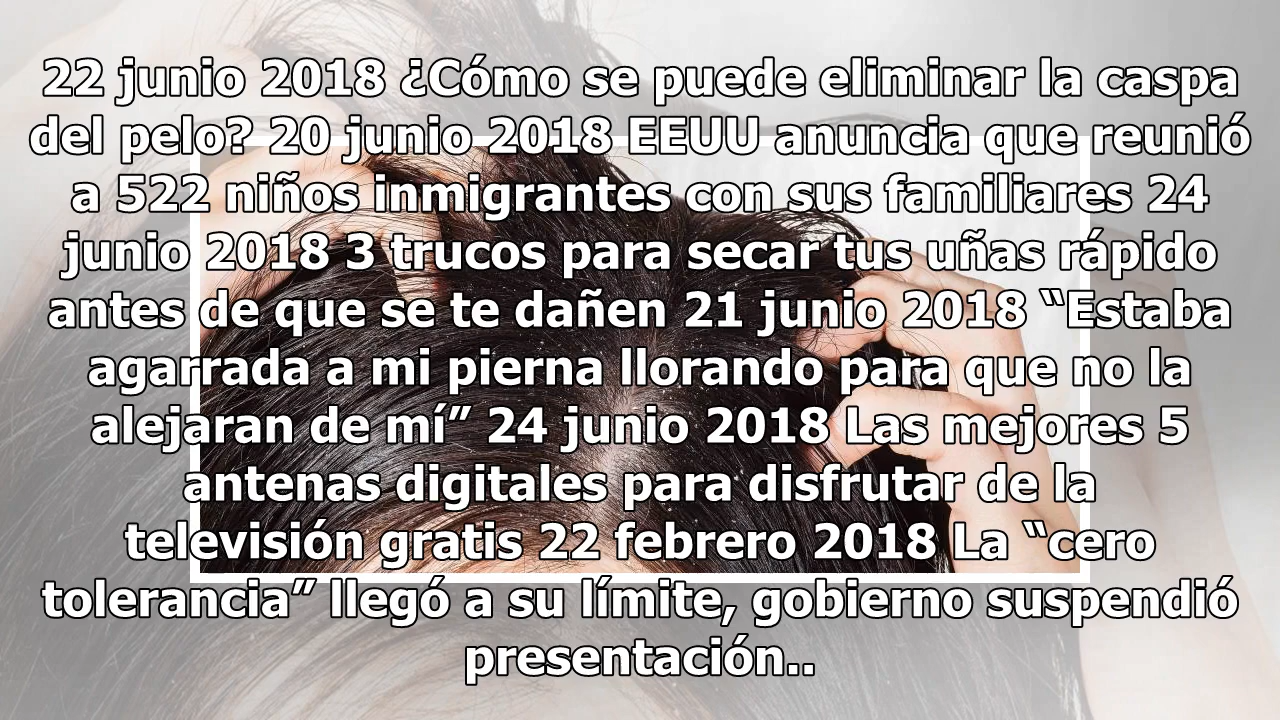 22 junio 2018 ¿Cómo se puede eliminar la caspa
del pelo? 20 junio 2018 EEUU anuncia que reunió
a 522 niños inmigrantes con sus familiares 24
junio 2018 3 trucos para secar tus uñas rápido
antes de que se te dañen 21 junio 2018 “Estaba
agarrada a mi pierna llorando para que no la
alejaran de mí” 24 junio 2018 Las mejores 5
antenas digitales para disfrutar de la
televisión gratis 22 febrero 2018 La “cero
tolerancia” llegó a su límite, gobierno suspendió
presentación..